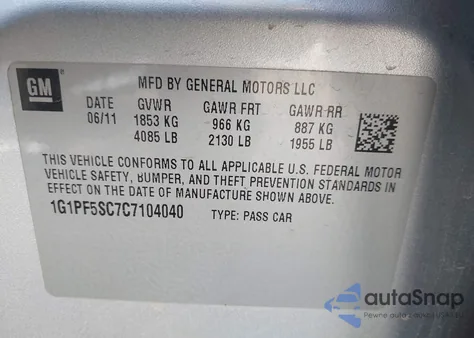 GM
MFD BY GENERAL MOTORS LLC
DATE GVWR GAWR FRT GAWR RR
06/11 1853 KG 966 KG 887 KG
4085 LB 2130 LB 1955 LB
THIS VEHICLE CONFORMS TO ALL APPLICABLE U.S. FEDERAL MOTOR
VEHICLE SAFETY, BUMPER, AND THEFT PREVENTION STANDARDS IN
EFFECT ON THE DATE OF MANUFACTURE SHOWN ABOVE.
1G1PF5SC7C7104040 TYPE: PASS CAR
autoSnap
Pewne auto z